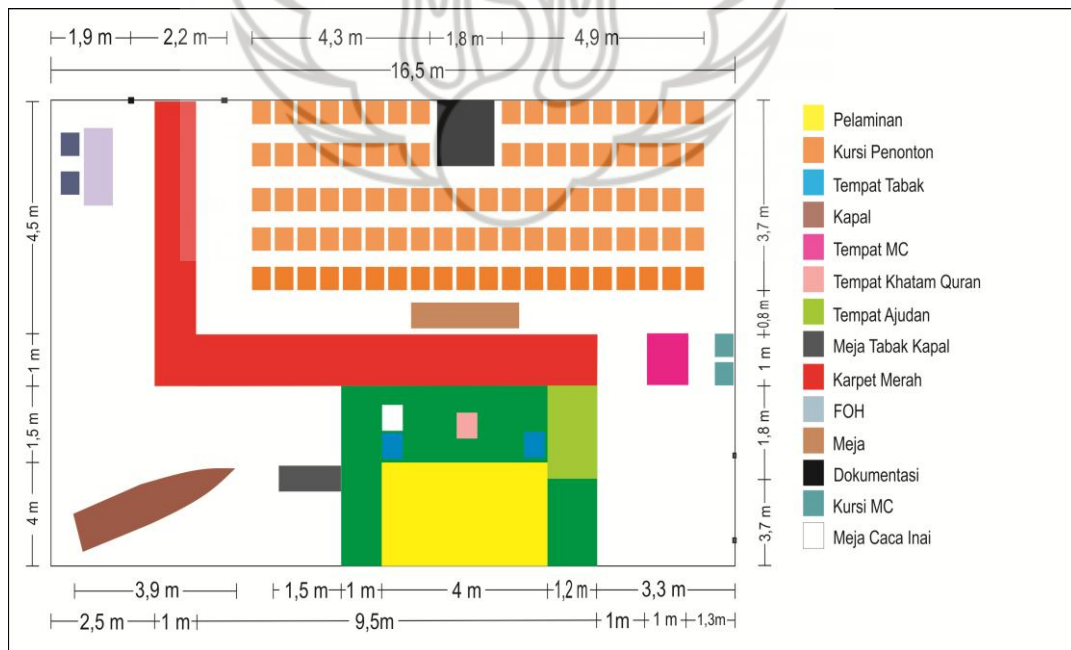 1,9 m
2,2 m
4,3 m
1,8 m
4,9 m
16,5 m
4,5 m
1 m
1,5 m
4 m
3,7 m
0,8 m
1 m
1,8 m
3,7 m
Pelaminan
Kursi Penonton
Tempat Tabak
Kapal
Tempat MC
Tempat Khatam Quran
Tempat Ajudan
Meja Tabak Kapal
Karpet Merah
FOH
Meja
Dokumentasi
Kursi MC
Meja Caca Inai
3,9 m
1,5 m
1 m
4 m
1,2 m
3,3 m
2,5 m
1 m
9,5m
1m
1 m
1,3m